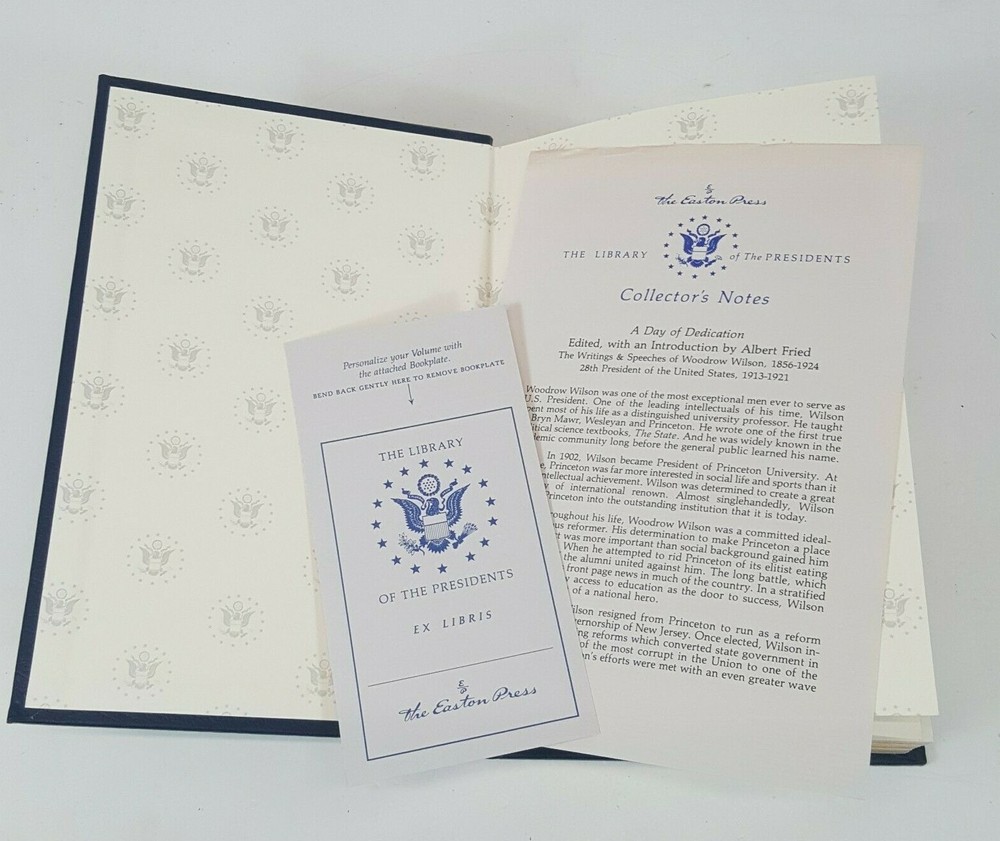 The Easton Press
THE LIBRARY of The PRESIDENTS
Collector's Notes
A Day of Dedication
Edited, with an Introduction by Albert Fried
The Writings & Speeches of Woodrow Wilson, 1856-1924
28th President of the United States, 1913-1921
Woodrow Wilson was one of the most exceptional men ever to serve as
U.S. President. One of the leading intellectuals of his time, Wilson
most of his life as a distinguished university professor. He taught
Bryn Mawr, Wesleyan and Princeton. He wrote one of the first true
science textbooks, The State. And he was widely known in the
community long before the general public learned his name.
In 1902, Wilson became President of Princeton University. At
Princeton was far more interested in social life and sports than it
intellectual achievement. Wilson was determined to create a great
of international renown. Almost singlehandedly, Wilson
Princeton into the outstanding institution that it is today.
his life, Woodrow Wilson was a committed ideal-
reformer. His determination to make Princeton a place
was more important than social background gained him
When he attempted to rid Princeton of its elitist eating
the alumni united against him. The long battle, which
front page news in much of the country. In a stratified
access to education as the door to success, Wilson
of a national hero.
resigned from Princeton to run as a reform
of New Jersey. Once elected, Wilson in-
reforms which converted state government in
of the most corrupt in the Union to one of the
efforts were met with an even greater wave
Personalize your Volume with
the attached Bookplate.
BEND BACK GENTLY HERE TO REMOVE BOOKPLATE
THE LIBRARY
OF THE PRESIDENTS
EX LIBRIS
The Easton Press